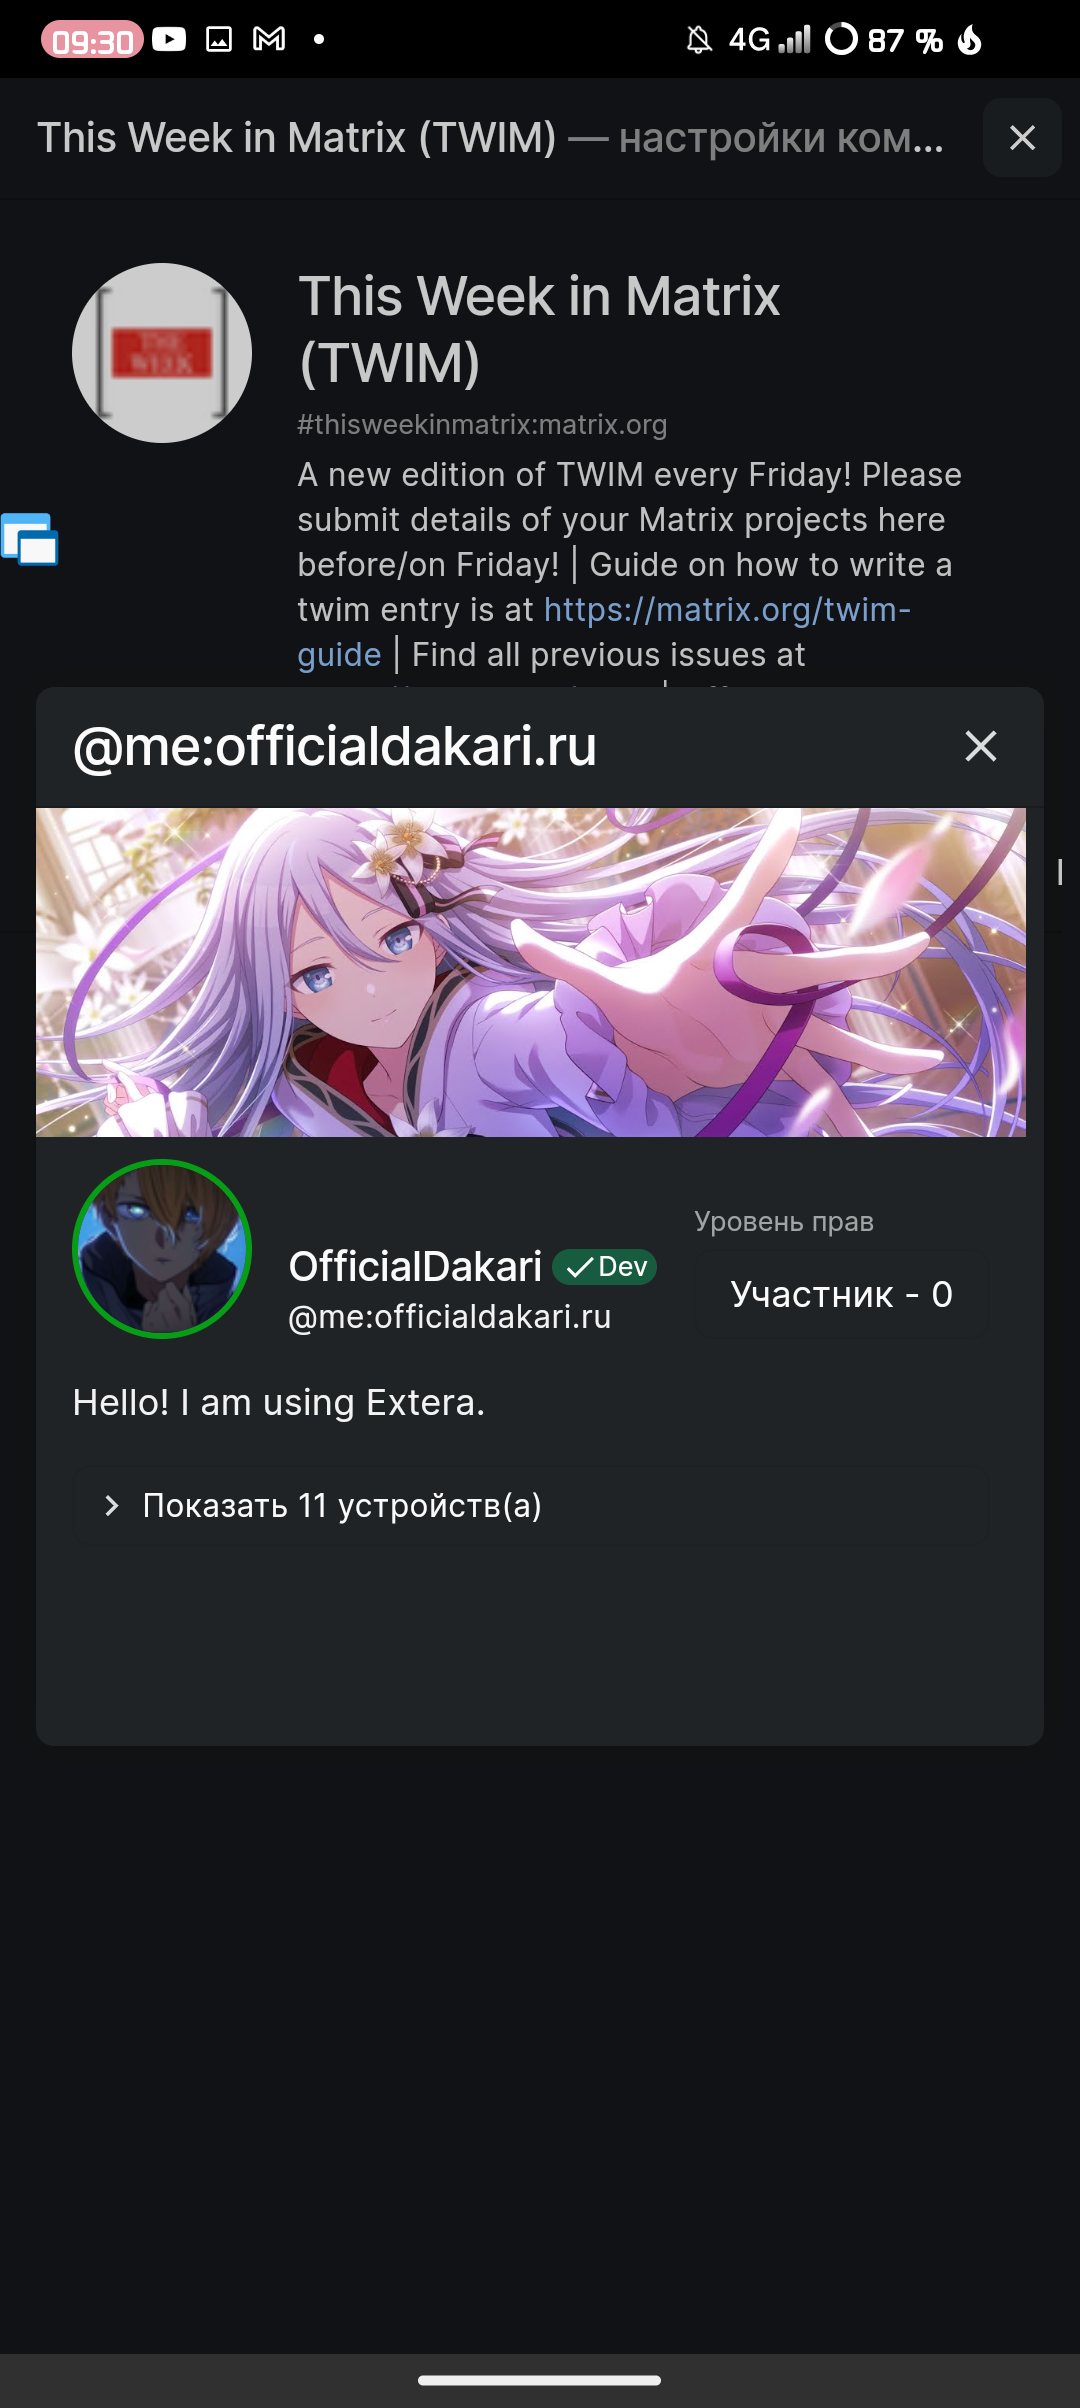 09:30
4G 87 %
This Week in Matrix (TWIM) — настройки ком...
THE
WEEK
This Week in Matrix
(TWIM)
#thisweekinmatrix:matrix.org
A new edition of TWIM every Friday! Please
submit details of your Matrix projects here
before/on Friday! | Guide on how to write a
twim entry is at https://matrix.org/twim-
guide | Find all previous issues at
@me:officialdakari.ru
Уровень прав
OfficialDakari Dev
Участник - 0
@me:officialdakari.ru
Hello! I am using Extera.
Показать 11 устройств(а)